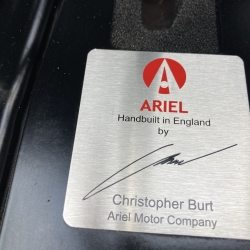 ARIEL
Handbuilt in England
by
Christopher Burt
Ariel Motor Company